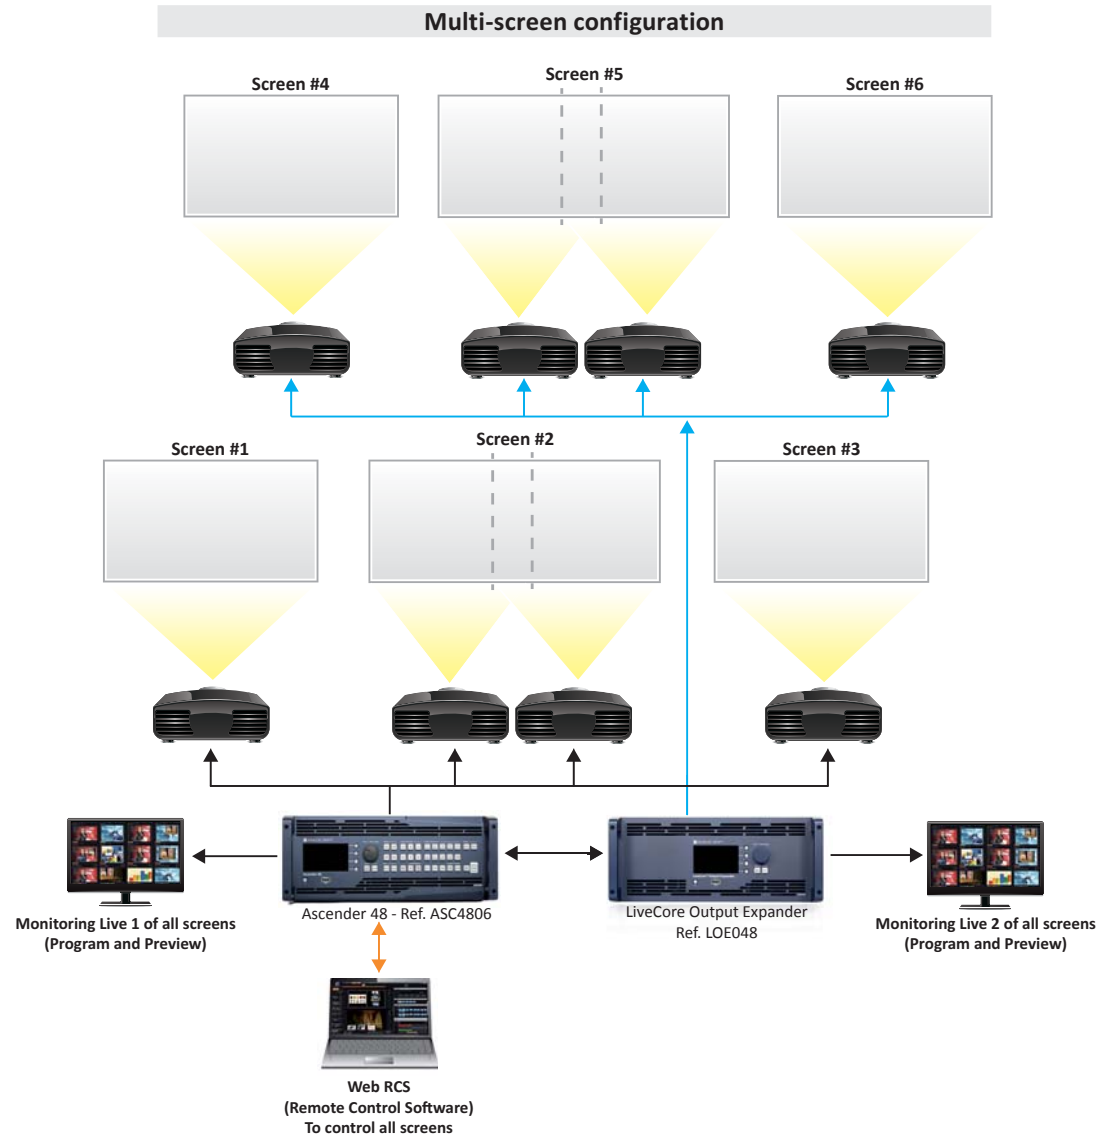 Multi-screen configuration
Screen #4
Screen #5
Screen #6
Screen #1
Screen #2
Screen #3
Monitoring Live 1 of all screens
(Program and Preview)
Ascender 48 - Ref. ASC4806
LiveCore Output Expander
Ref. LOE048
Monitoring Live 2 of all screens
(Program and Preview)
Web RCS
(Remote Control Software)
To control all screens